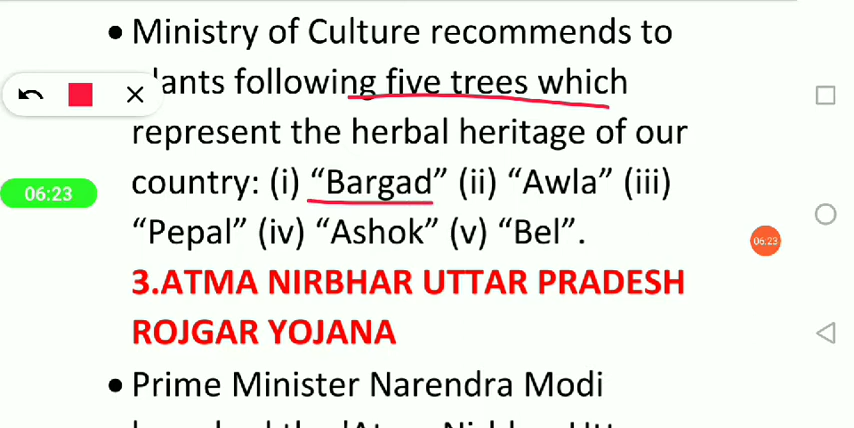 • Ministry of Culture recommends to
lants following five trees which
represent the herbal heritage of our
06:23
country: (i) “Bargad” (ii) “Awla” (iii)
“Pepal” (iv) “Ashok” (v) “Bel”.
06:23
3.ATMA NIRBHAR UTTAR PRADESH
ROJGAR YOJANA
• Prime Minister Narendra Modi